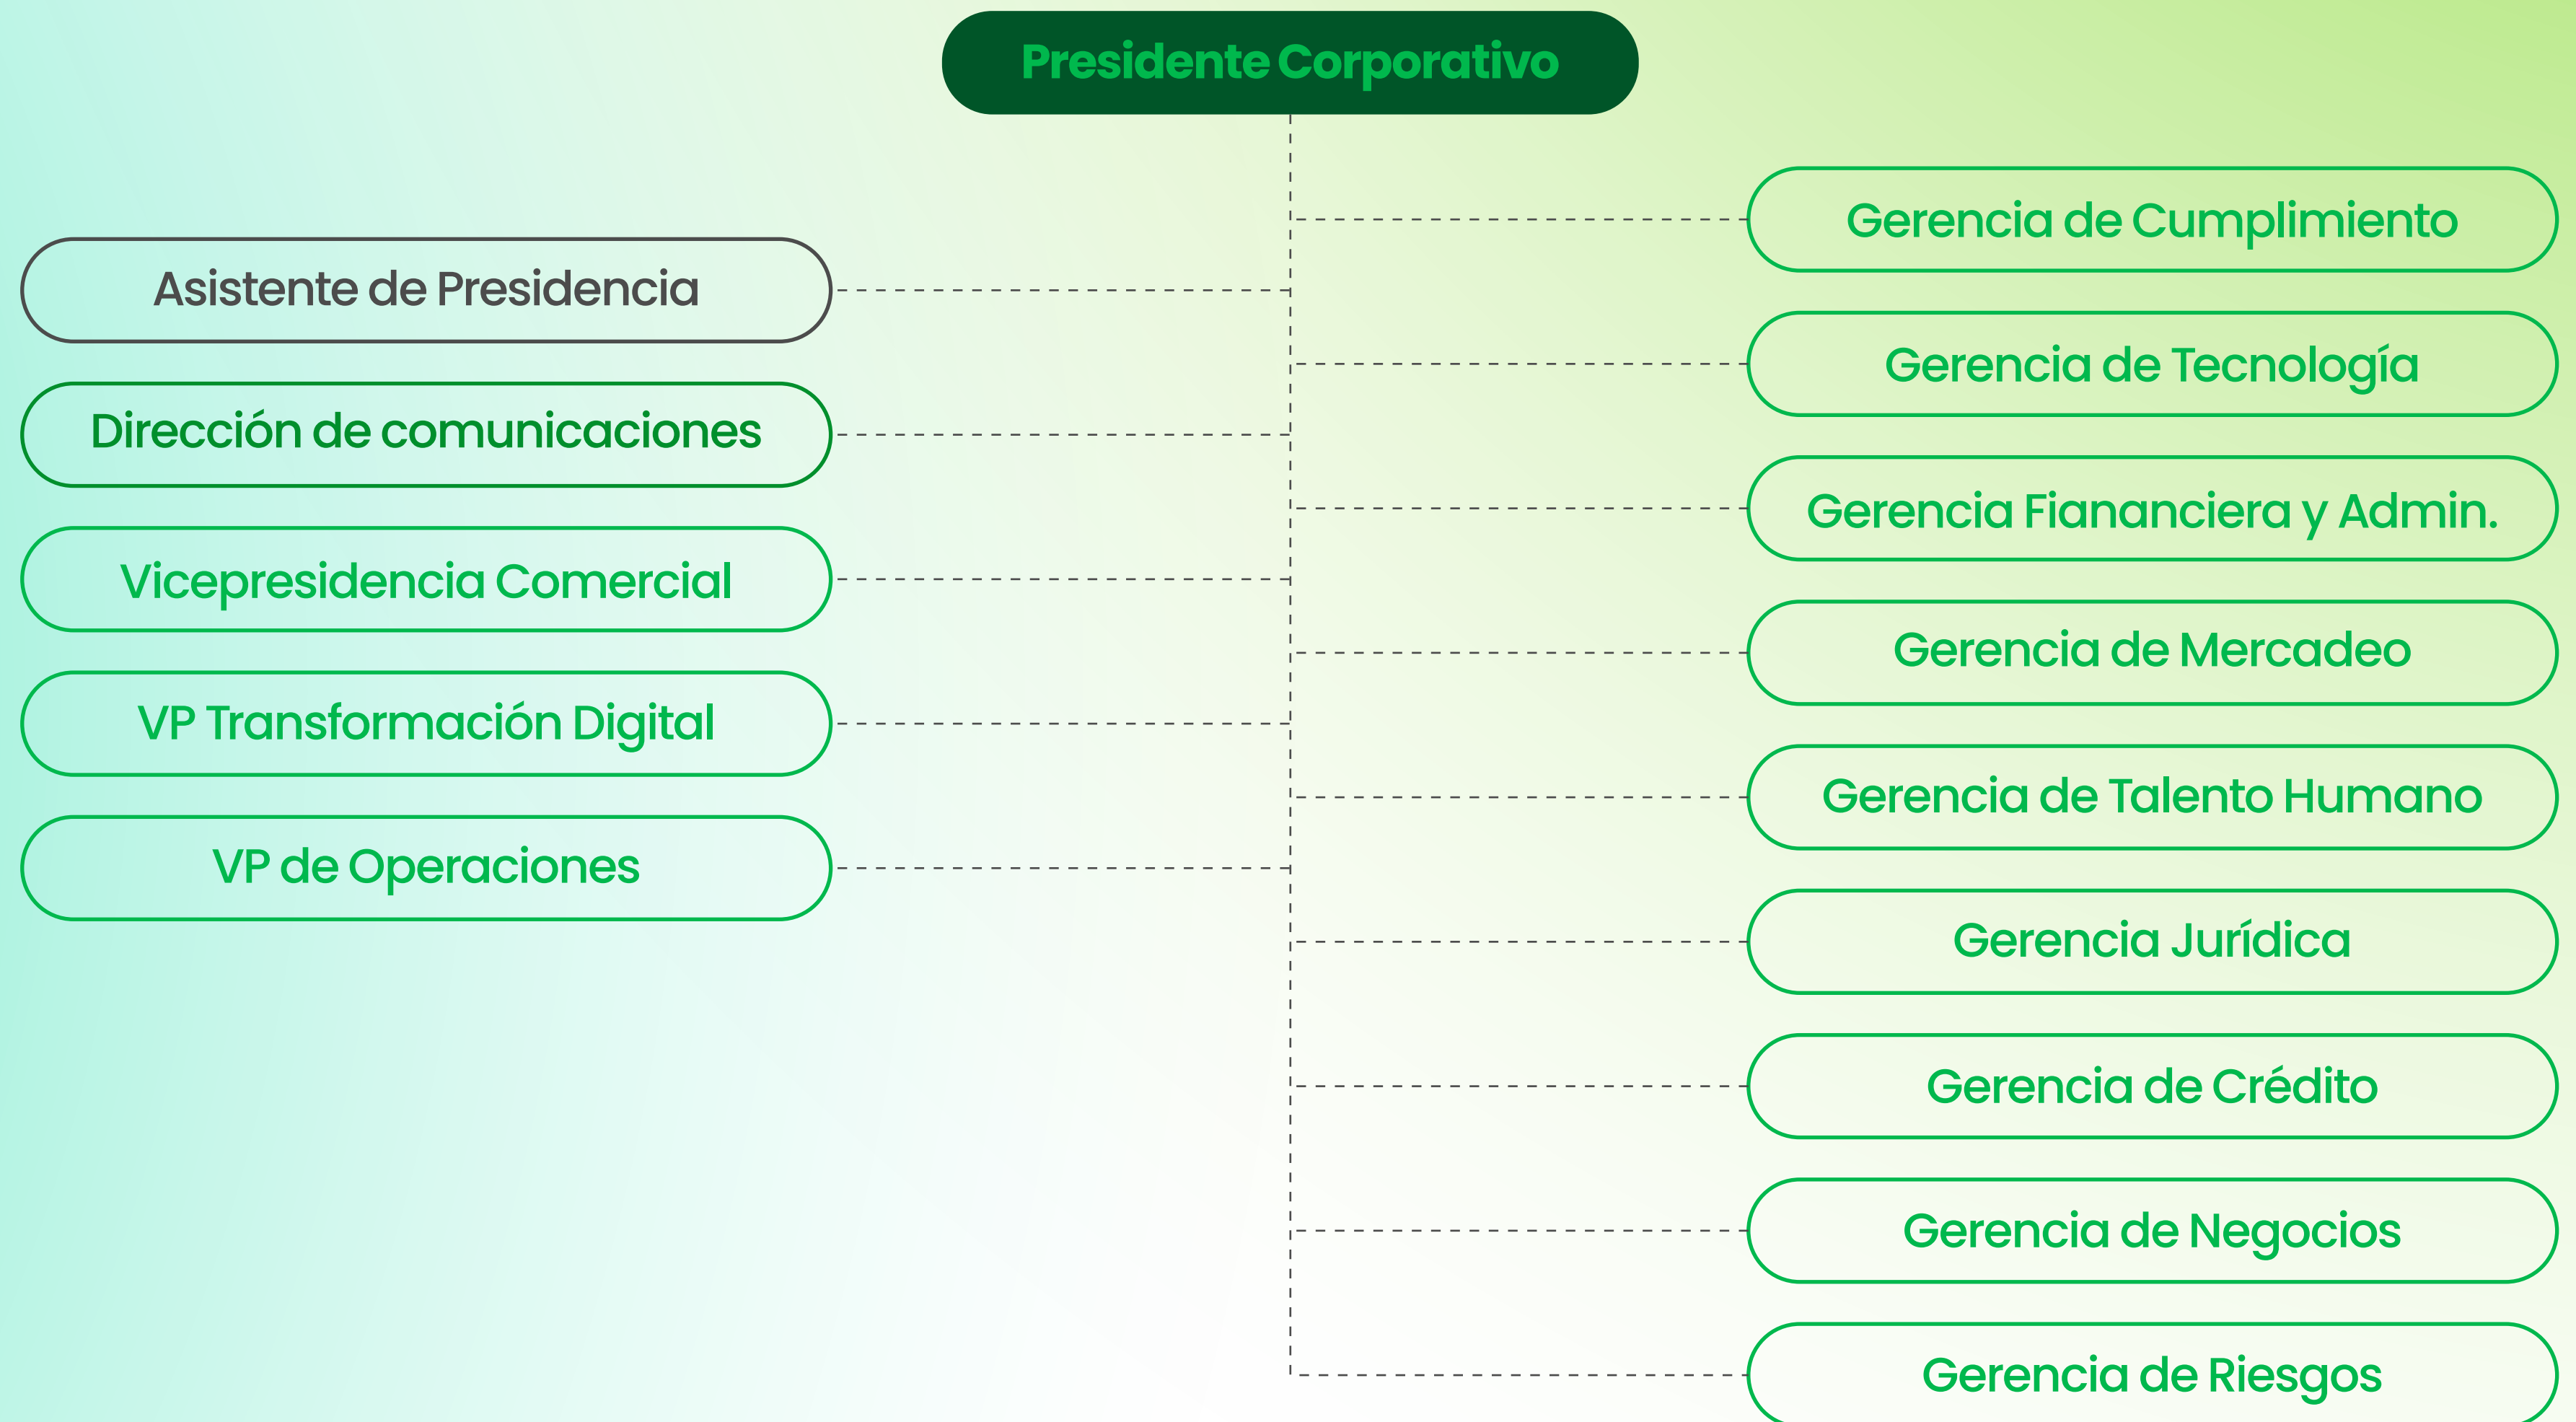 Presidente Corporativo
Asistente de Presidencia
Dirección de comunicaciones
Vicepresidencia Comercial
VP Transformación Digital
VP de Operaciones
Gerencia de Cumplimiento
Gerencia de Tecnología
Gerencia Fiananciera y Admin.
Gerencia de Mercadeo
Gerencia de Talento Humano
Gerencia Jurídica
Gerencia de Crédito
Gerencia de Negocios
Gerencia de Riesgos